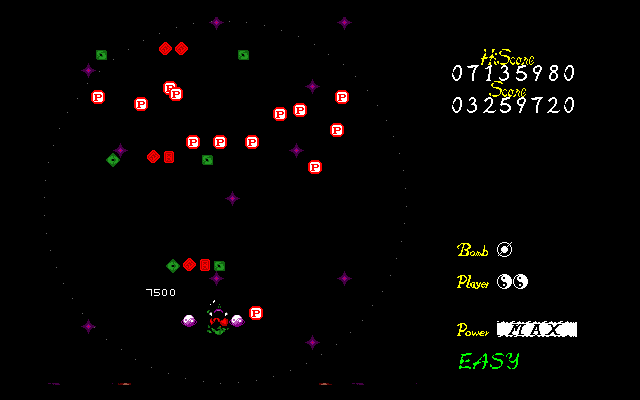 HiScore
07135980
Score
03259720
P P P P P P P
P P P P P
P
7500
P
Bomb
Player
Power MAX
EASY